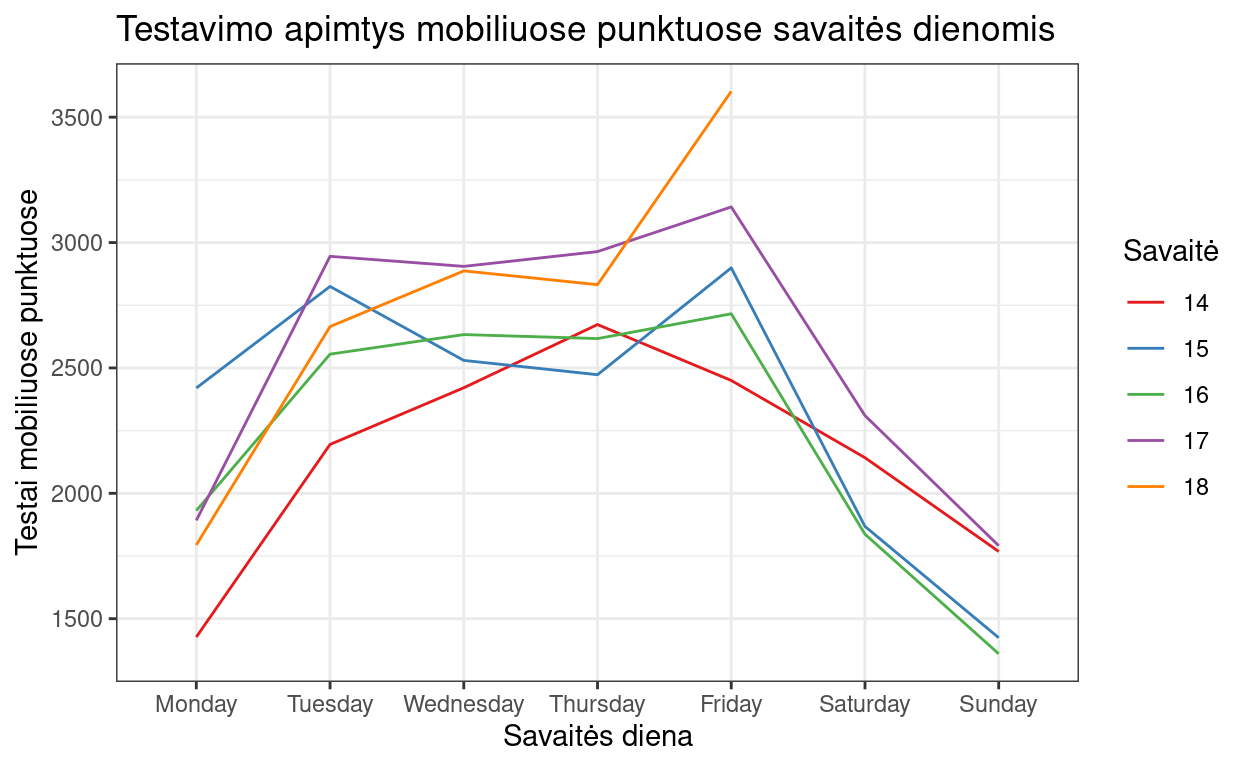 Testavimo apimtys mobiliuose punktuose savaitės dienomis
Testai mobiliuose punktuose
3500
3000
2500
2000
1500
Monday
Tuesday
Wednesday
Thursday
Friday
Saturday
Sunday
Savaitės diena
Savaitė
14
15
16
17
18